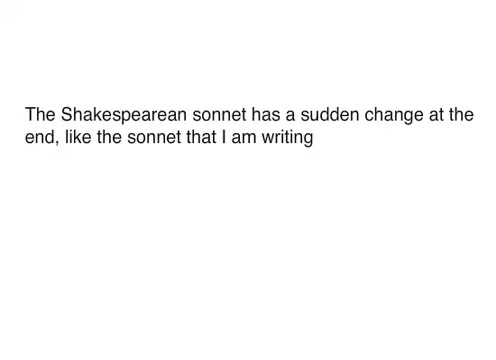 The Shakespearean sonnet has a sudden change at the
end, like the sonnet that I am writing